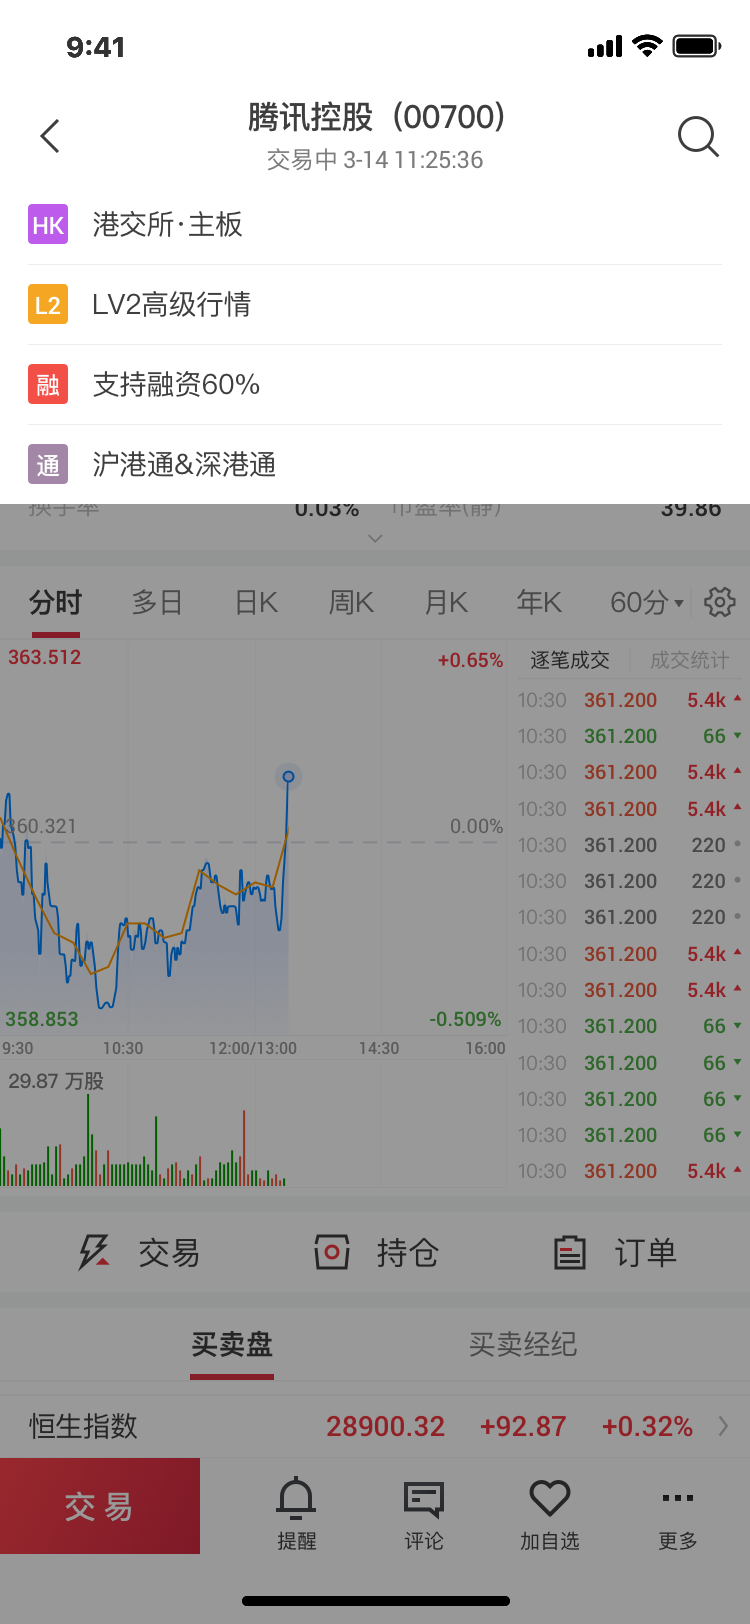 9:41
腾讯控股（00700）
交易中 3-14 11:25:36
HK 港交所·主板
L2 LV2高级行情
融 支持融资60%
通 沪港通&深港通
换手率 0.03% 市盈率(静) 39.86
分时 多日 日K 周K 月K 年K 60分
363.512 +0.65% 逐笔成交 成交统计
10:30 361.200 5.4k
10:30 361.200 66
10:30 361.200 5.4k
10:30 361.200 5.4k
360.321 0.00%
10:30 361.200 220
10:30 361.200 220
10:30 361.200 220
10:30 361.200 5.4k
10:30 361.200 5.4k
358.853 -0.509%
10:30 361.200 66
9:30 10:30 12:00/13:00 14:30 16:00
10:30 361.200 66
29.87 万股
10:30 361.200 66
10:30 361.200 66
10:30 361.200 5.4k
交易 持仓 订单
买卖盘 买卖经纪
恒生指数 28900.32 +92.87 +0.32%
交易
提醒 评论 加自选 更多